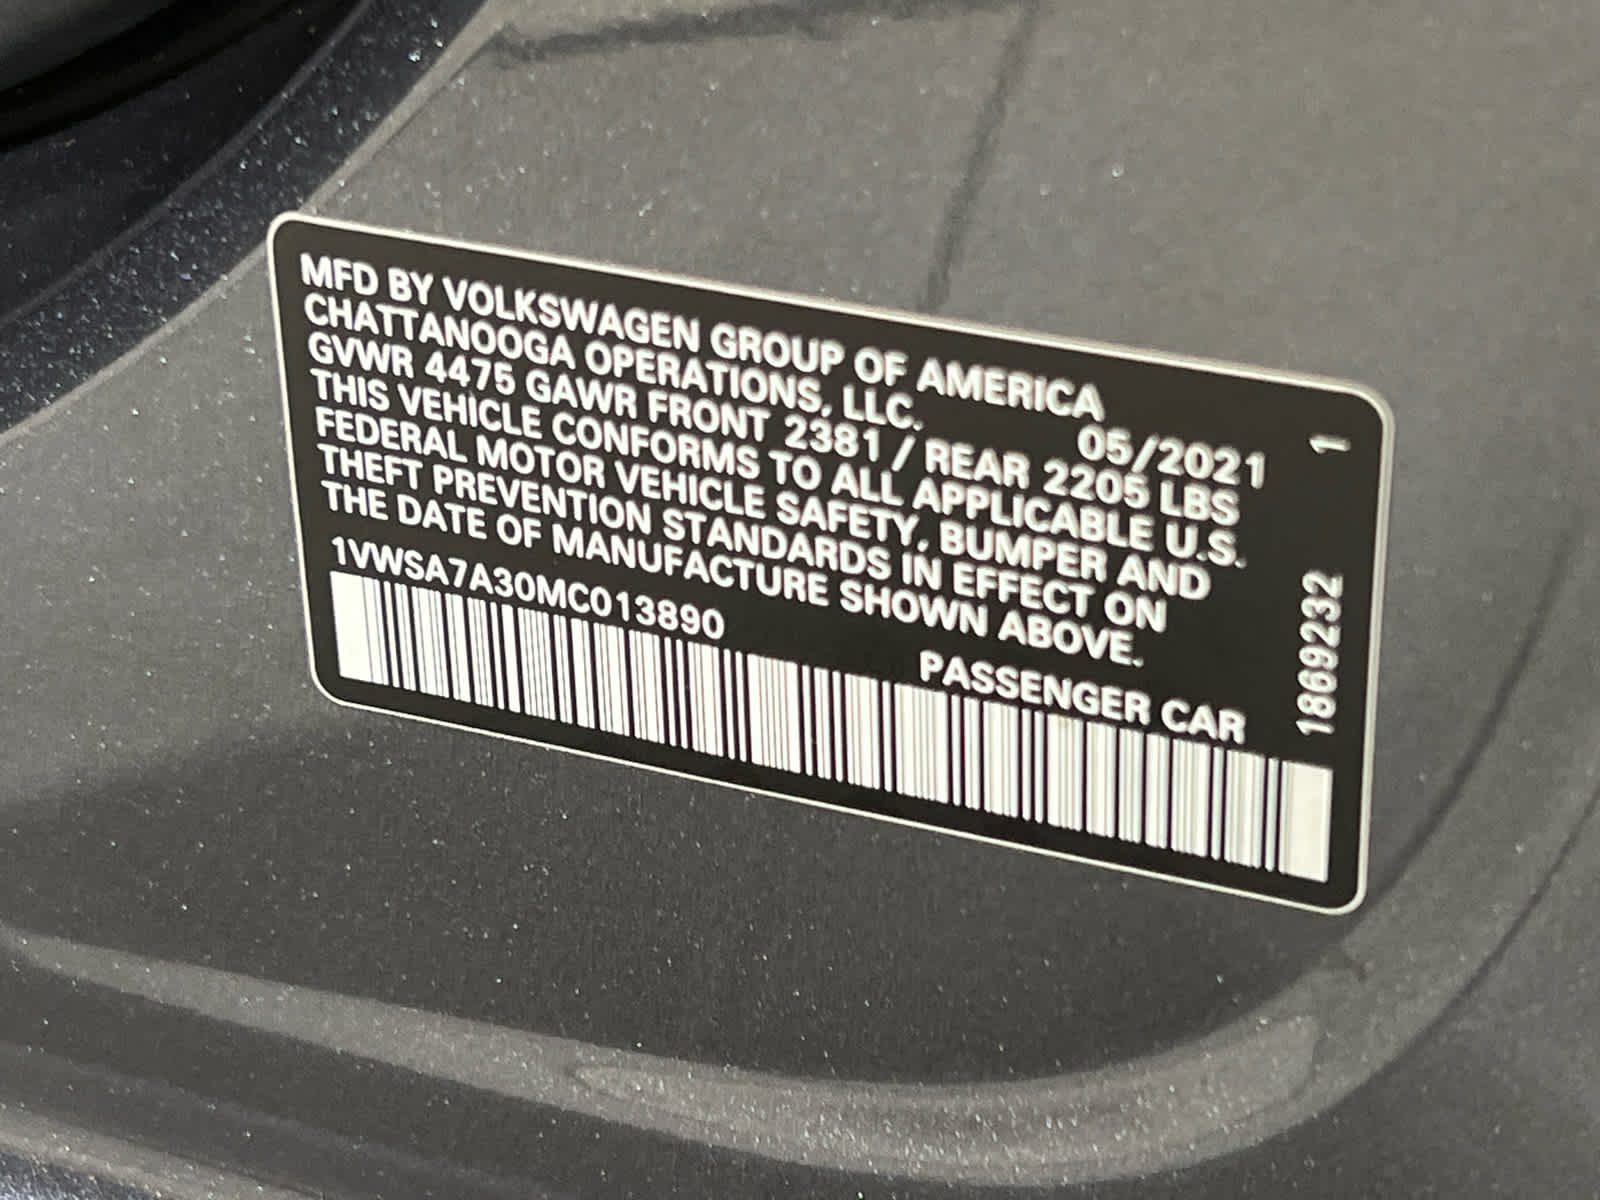 MFD BY VOLKSWAGEN GROUP OF AMERICA
CHATTANOOGA OPERATIONS, LLC. 05/2021
GVWR 4475 GAWR FRONT 2381 / REAR 2205 LBS
THIS VEHICLE CONFORMS TO ALL APPLICABLE U.S.
FEDERAL MOTOR VEHICLE SAFETY, BUMPER AND
THEFT PREVENTION STANDARDS IN EFFECT ON
THE DATE OF MANUFACTURE SHOWN ABOVE.
1VWSA7A30MC013890
PASSENGER CAR
1869232 1